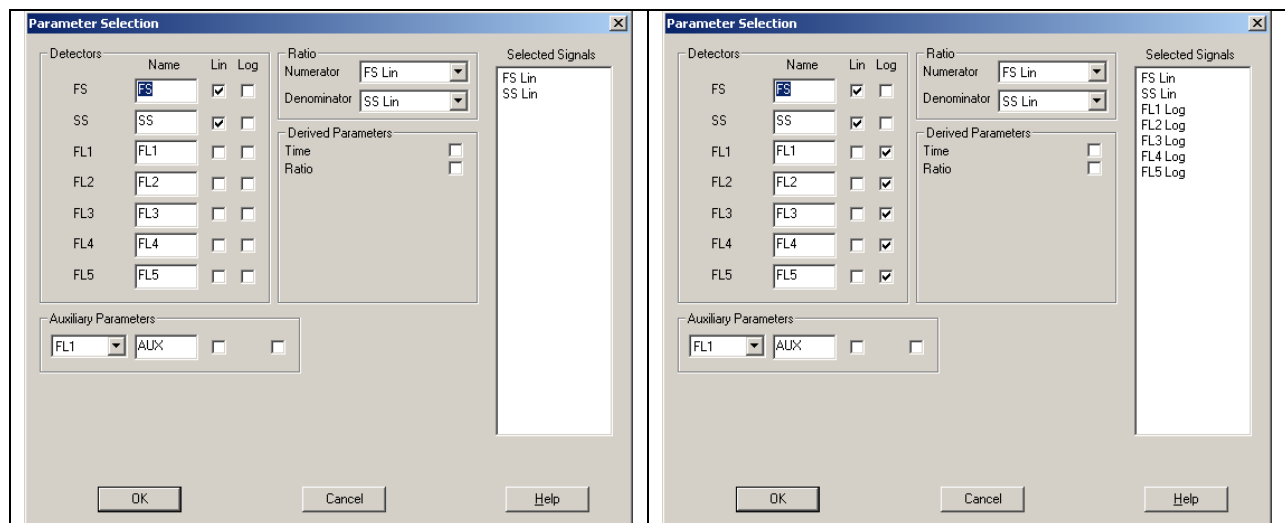 Parameter Selection
Detectors
Name Lin Log
FS FS
SS SS
FL1 FL1
FL2 FL2
FL3 FL3
FL4 FL4
FL5 FL5
Ratio
Numerator FS Lin
Denominator SS Lin
Derived Parameters
Time
Ratio
Selected Signals
FS Lin
SS Lin
Auxiliary Parameters
FL1 AUX
OK Cancel Help
Parameter Selection
Detectors
Name Lin Log
FS FS
SS SS
FL1 FL1
FL2 FL2
FL3 FL3
FL4 FL4
FL5 FL5
Ratio
Numerator FS Lin
Denominator SS Lin
Derived Parameters
Time
Ratio
Selected Signals
FS Lin
SS Lin
FL1 Log
FL2 Log
FL3 Log
FL4 Log
FL5 Log
Auxiliary Parameters
FL1 AUX
OK Cancel Help